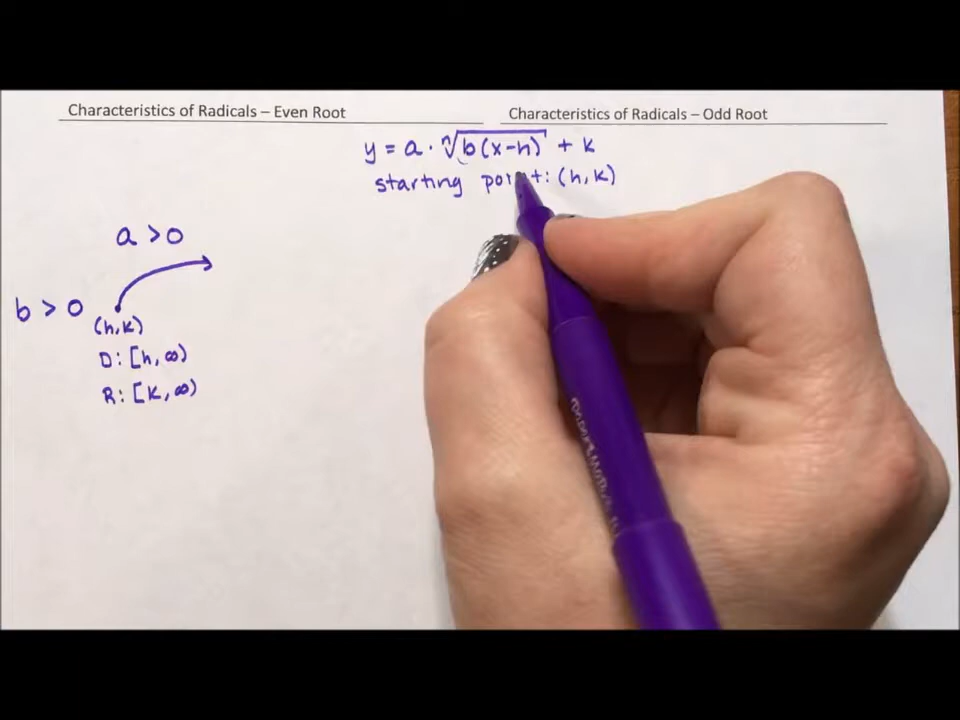 Characteristics of Radicals – Even Root
Characteristics of Radicals – Odd Root
y = a · ⁿ√b(x-h) + k
starting point: (h, k)
a > 0
b > 0
(h, k)
D: [h, ∞)
R: [k, ∞)